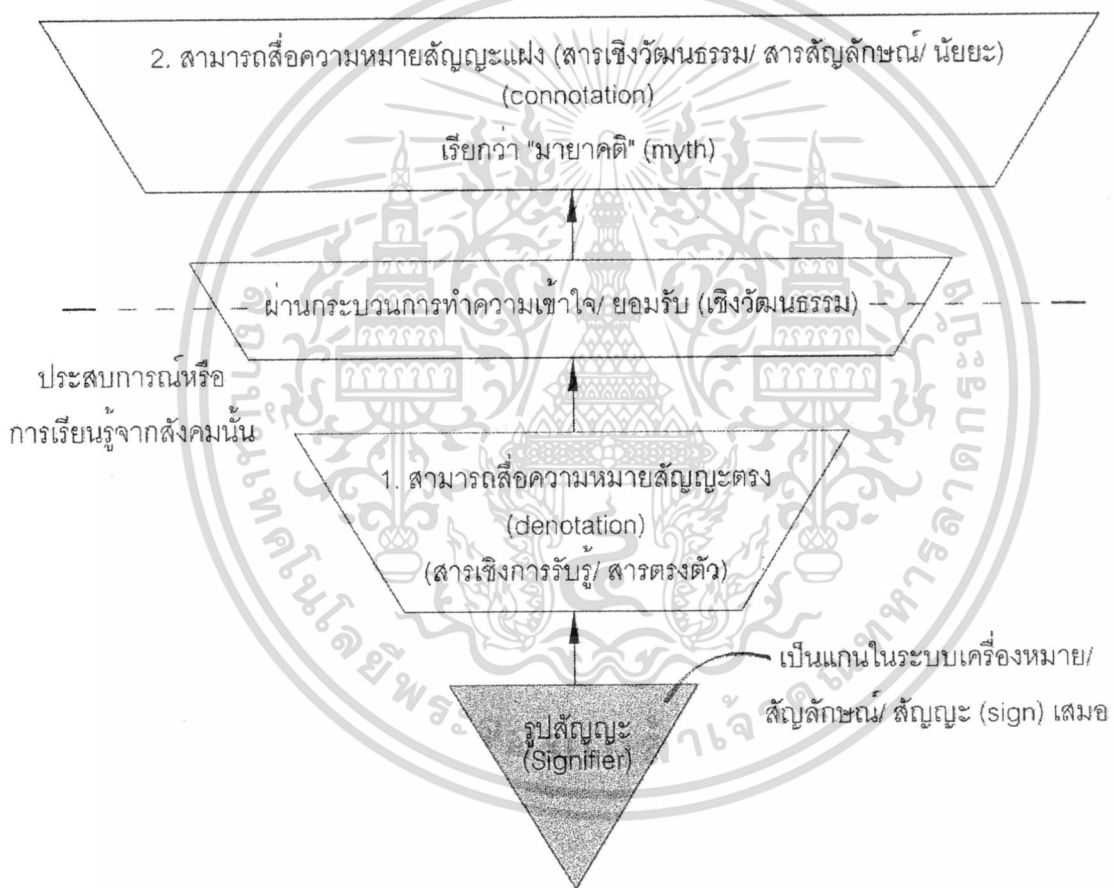 2. สามารถสื่อความหมายสัญญะแฝง (สารเชิงวัฒนธรรม/ สารสัญลักษณ์/ นัยยะ)
(connotation)
เรียกว่า "มายาคติ" (myth)
ผ่านกระบวนการทำความเข้าใจ/ ยอมรับ (เชิงวัฒนธรรม)
ประสบการณ์หรือ
การเรียนรู้จากสังคมนั้น
1. สามารถสื่อความหมายสัญญะตรง
(denotation)
(สารเชิงการรับรู้/ สารตรงตัว)
เป็นแกนในระบบเครื่องหมาย/
สัญลักษณ์/ สัญญะ (sign) เสมอ
รูปสัญญะ
(Signifier)